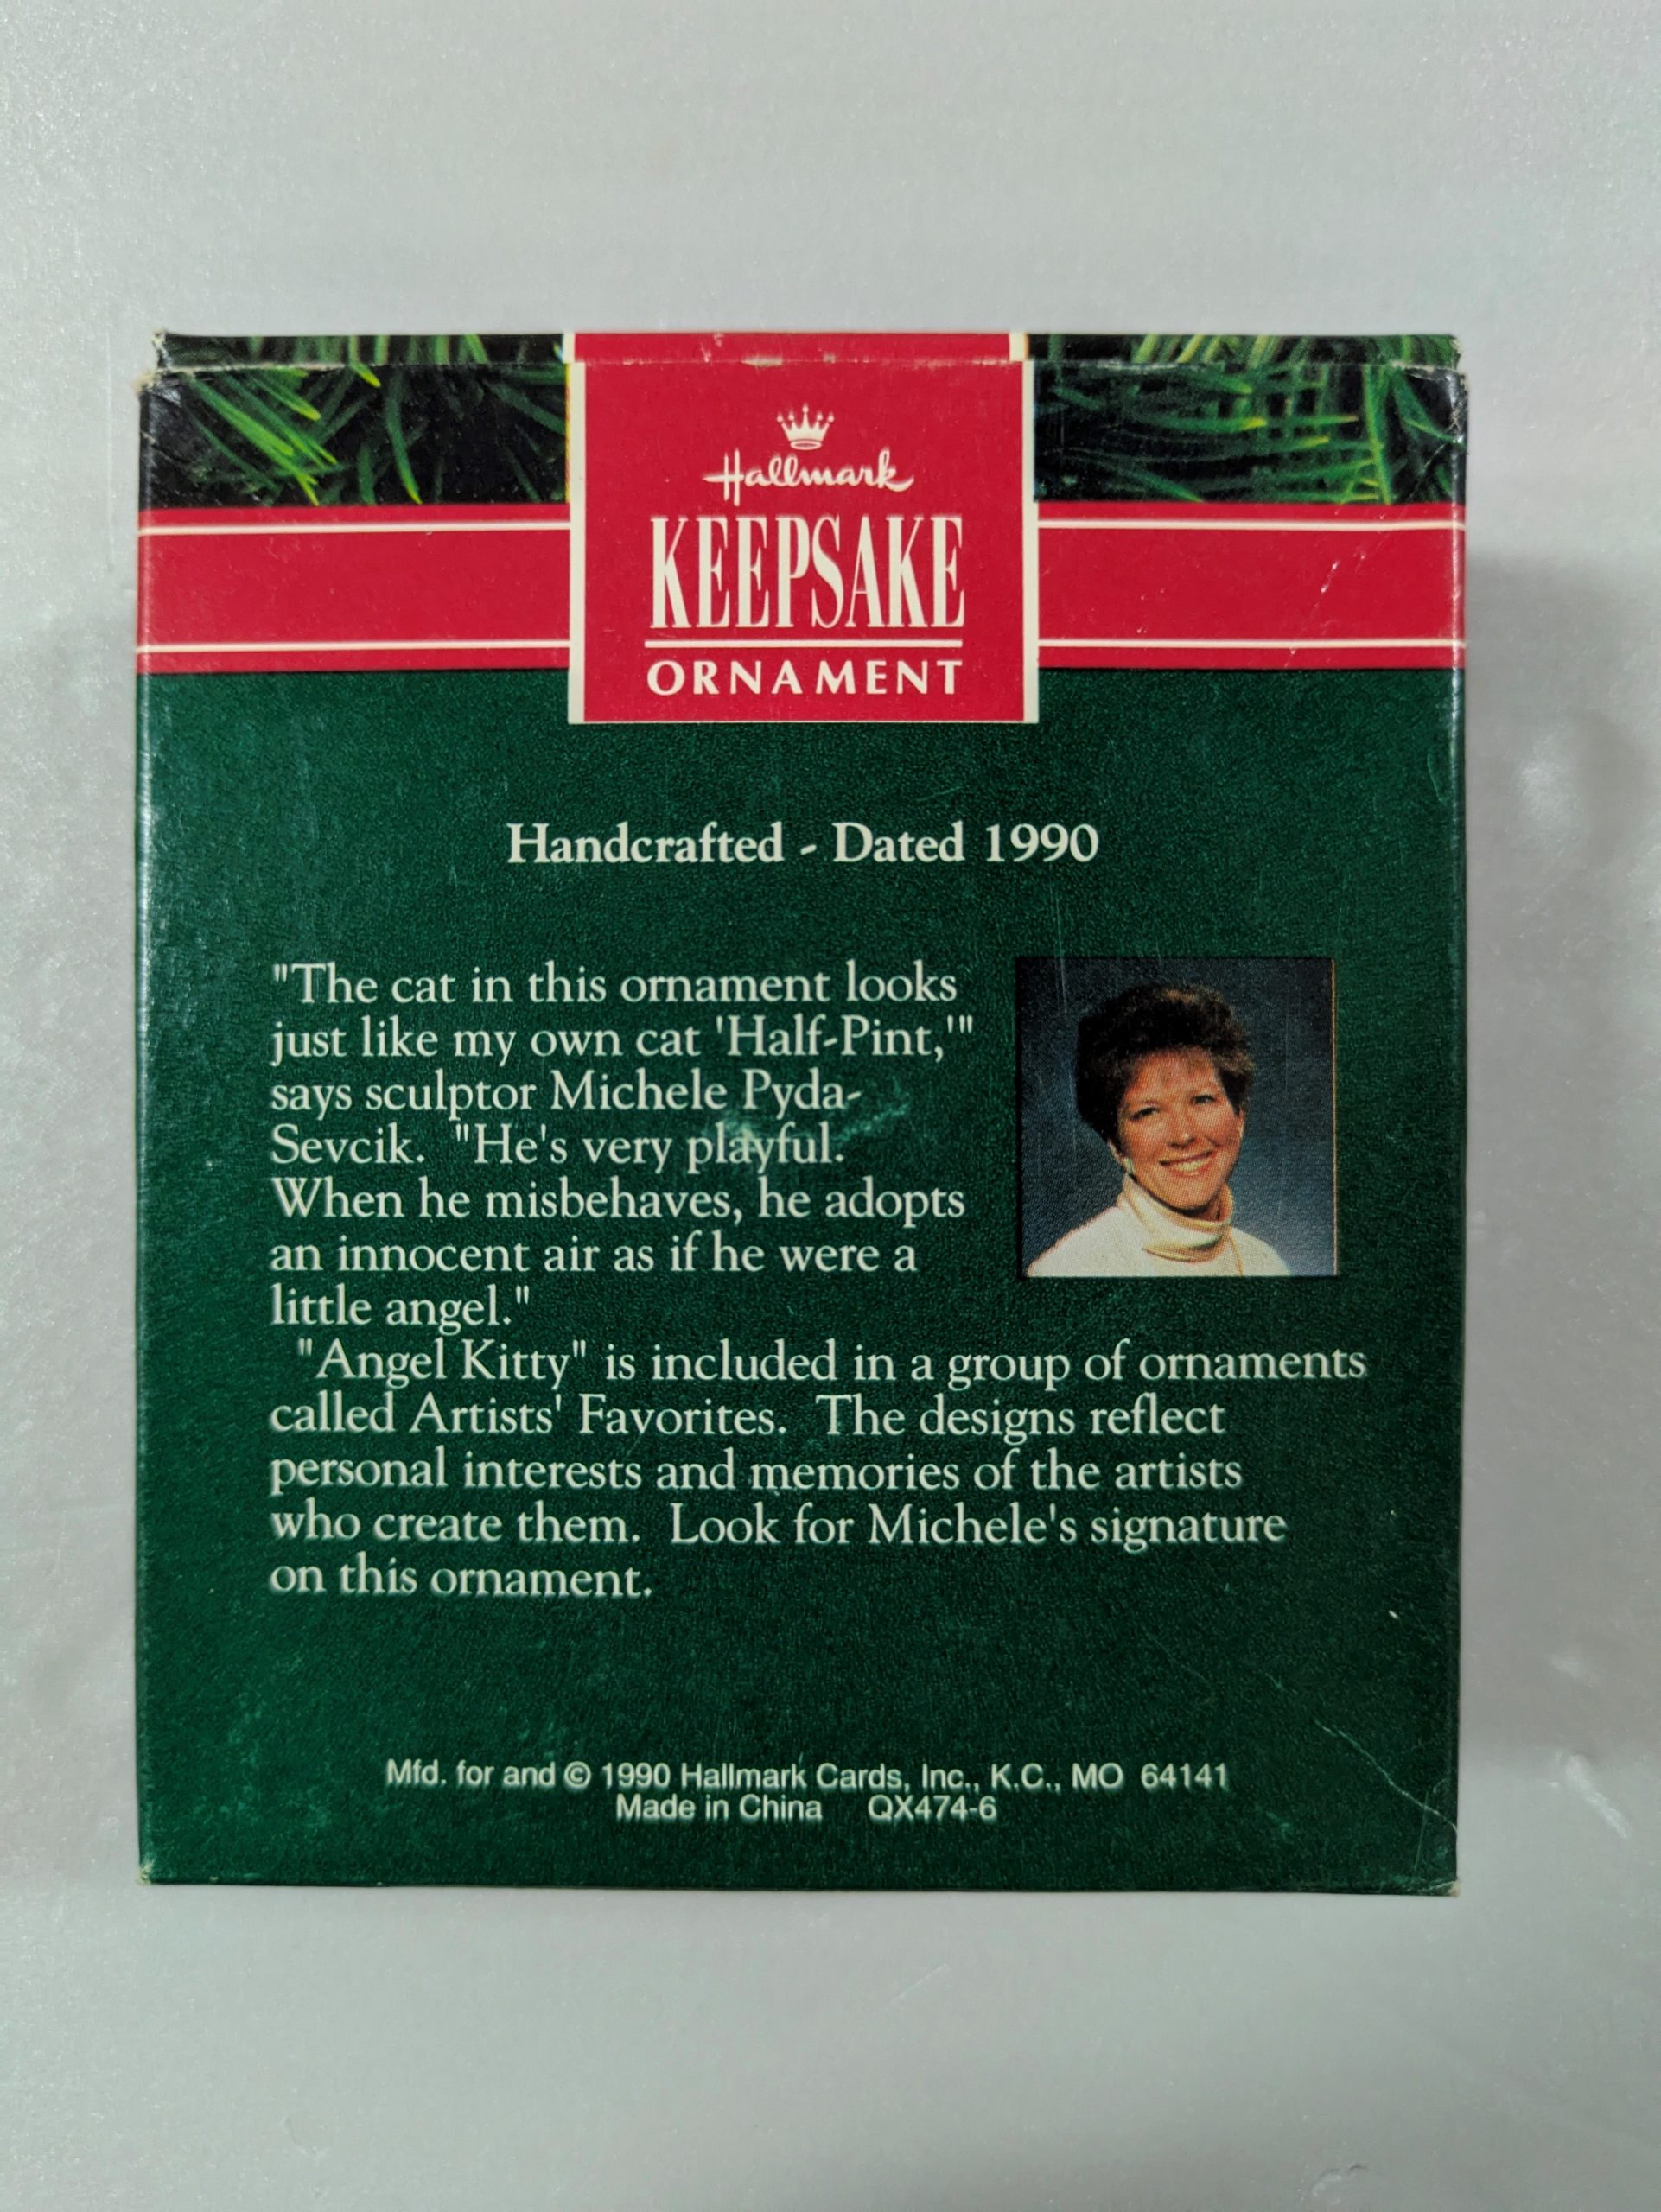 Hallmark
KEEPSAKE
ORNAMENT
Handcrafted - Dated 1990
"The cat in this ornament looks
just like my own cat 'Half-Pint,'"
says sculptor Michele Pyda-
Sevcik. "He's very playful.
When he misbehaves, he adopts
an innocent air as if he were a
little angel."
"Angel Kitty" is included in a group of ornaments
called Artists' Favorites. The designs reflect
personal interests and memories of the artists
who create them. Look for Michele's signature
on this ornament.
Mfd. for and © 1990 Hallmark Cards, Inc., K.C., MO 64141
Made in China QX474-6